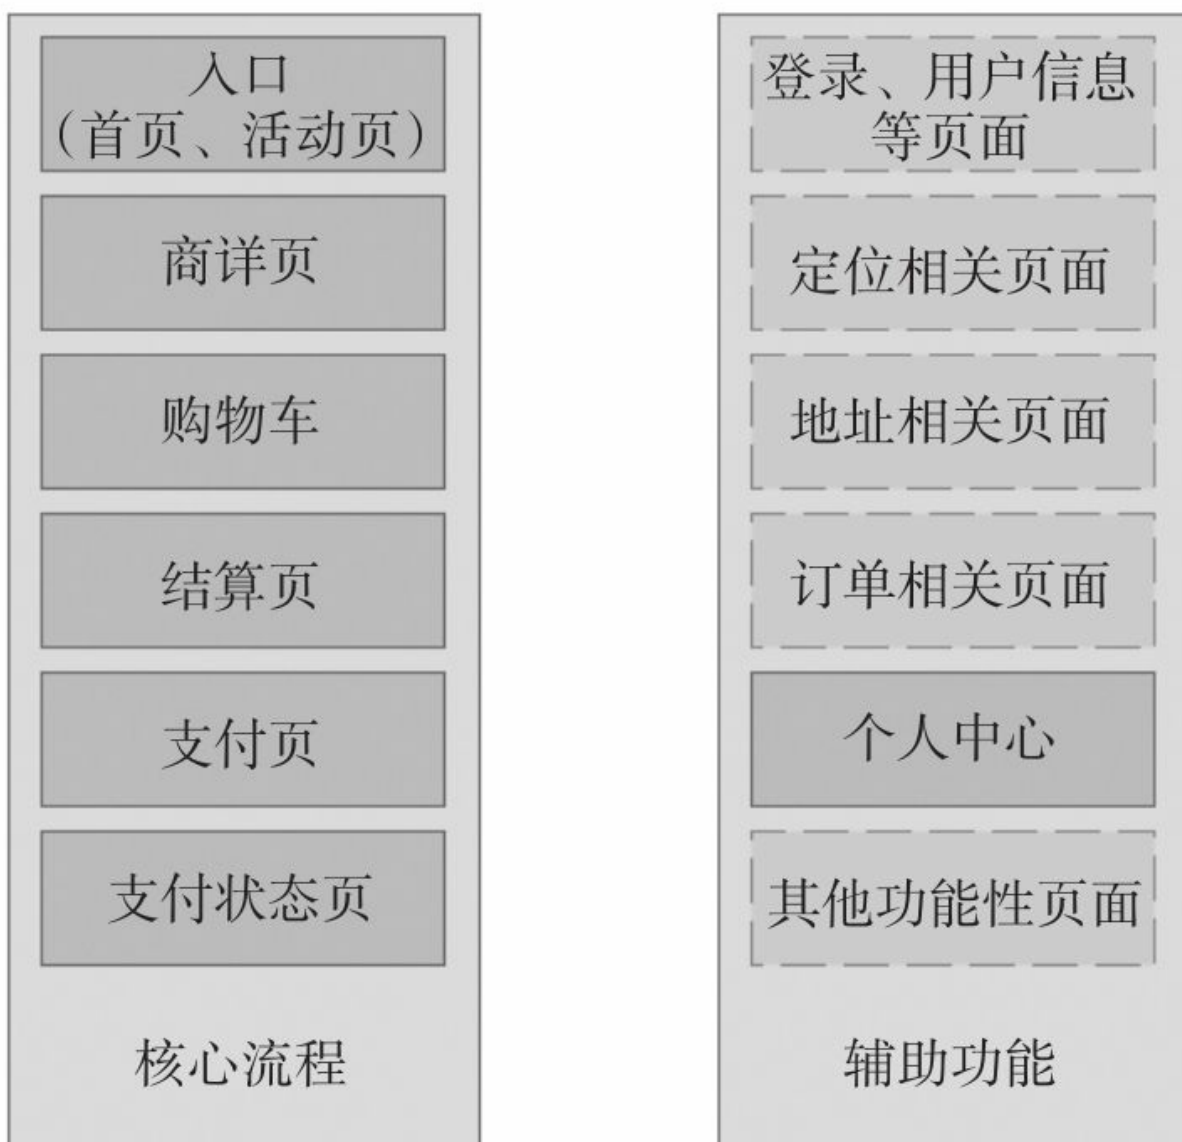 入口
（首页、活动页）
商详页
购物车
结算页
支付页
支付状态页
核心流程
登录、用户信息
等页面
定位相关页面
地址相关页面
订单相关页面
个人中心
其他功能性页面
辅助功能